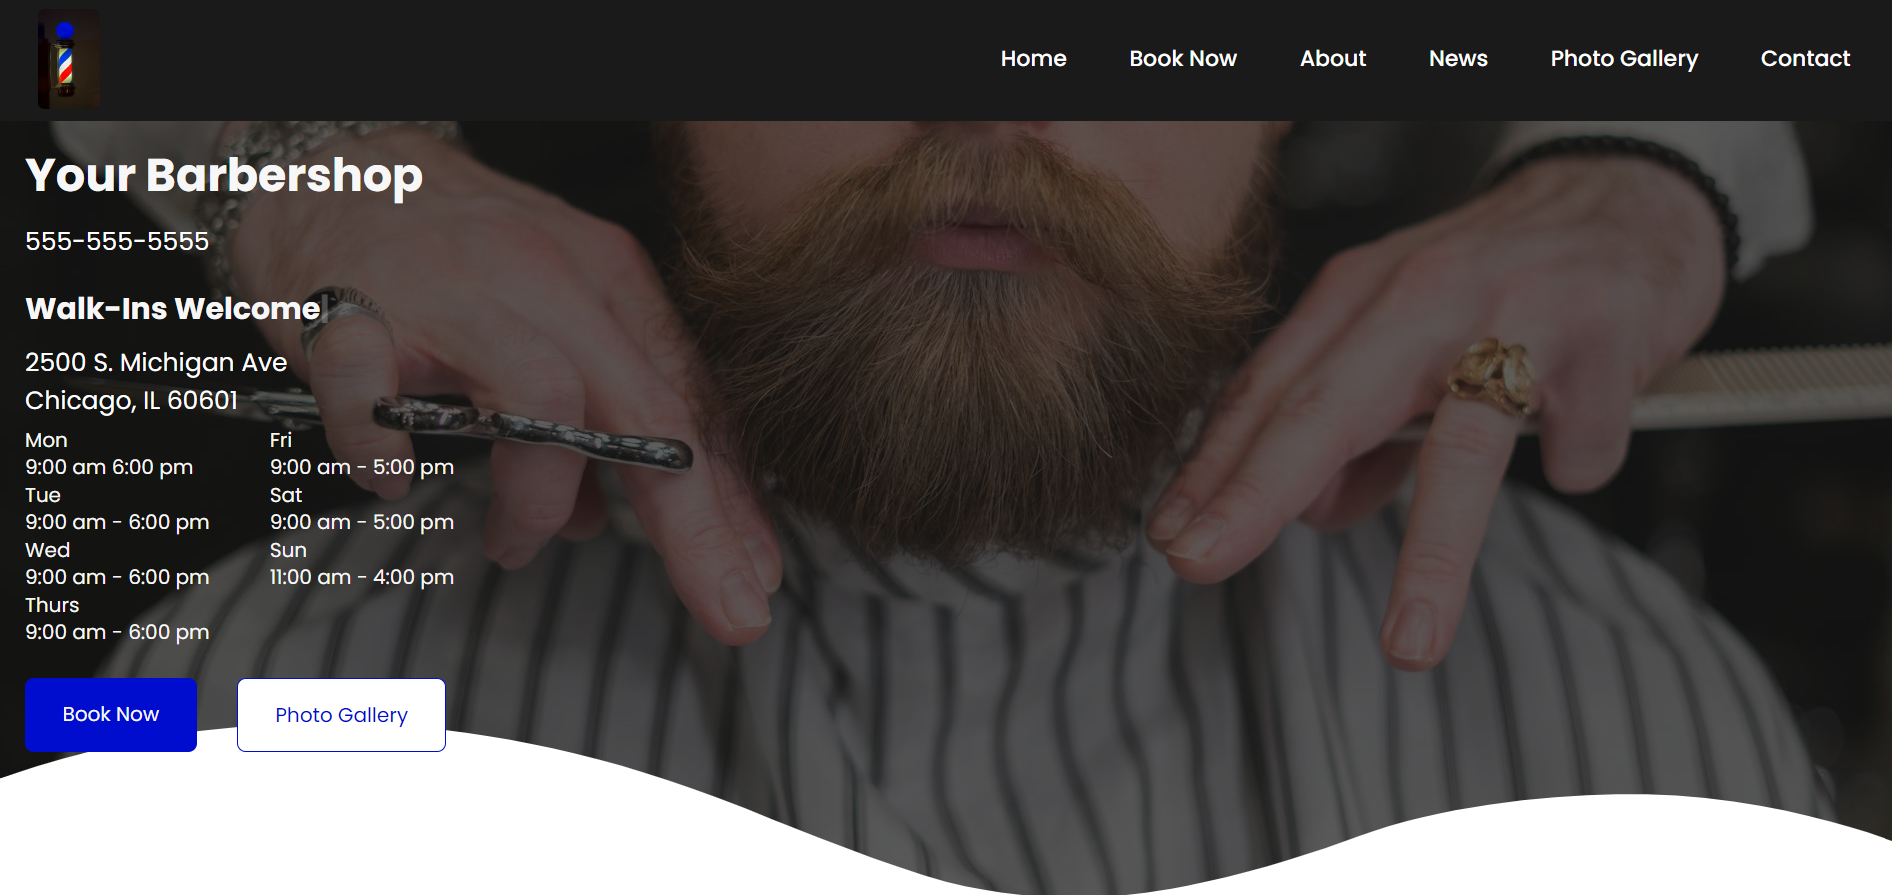 Home Book Now About News Photo Gallery Contact
Your Barbershop
555-555-5555
Walk-Ins Welcome
2500 S. Michigan Ave
Chicago, IL 60601
Mon
9:00 am 6:00 pm
Tue
9:00 am - 6:00 pm
Wed
9:00 am - 6:00 pm
Thurs
9:00 am - 6:00 pm
Fri
9:00 am - 5:00 pm
Sat
9:00 am - 5:00 pm
Sun
11:00 am - 4:00 pm
Book Now
Photo Gallery